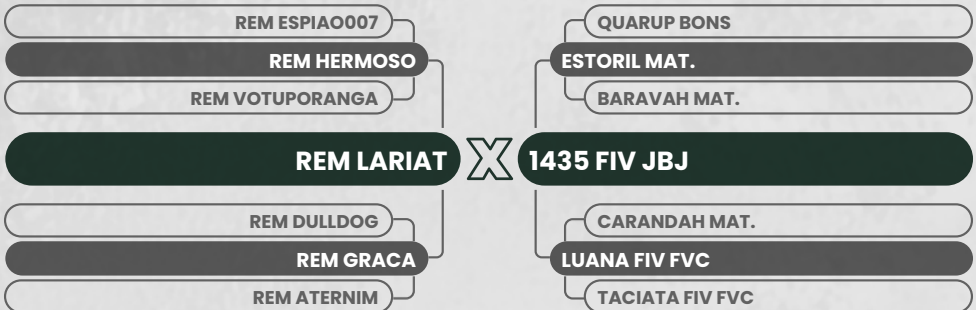 REM ESPIAO007
REM HERMOSO
REM VOTUPORANGA
REM LARIAT
REM DULLDOG
REM GRACA
REM ATERNIM
X
QUARUP BONS
ESTORIL MAT.
BARAVAH MAT.
1435 FIV JBJ
CARANDAH MAT.
LUANA FIV FVC
TACIATA FIV FVC